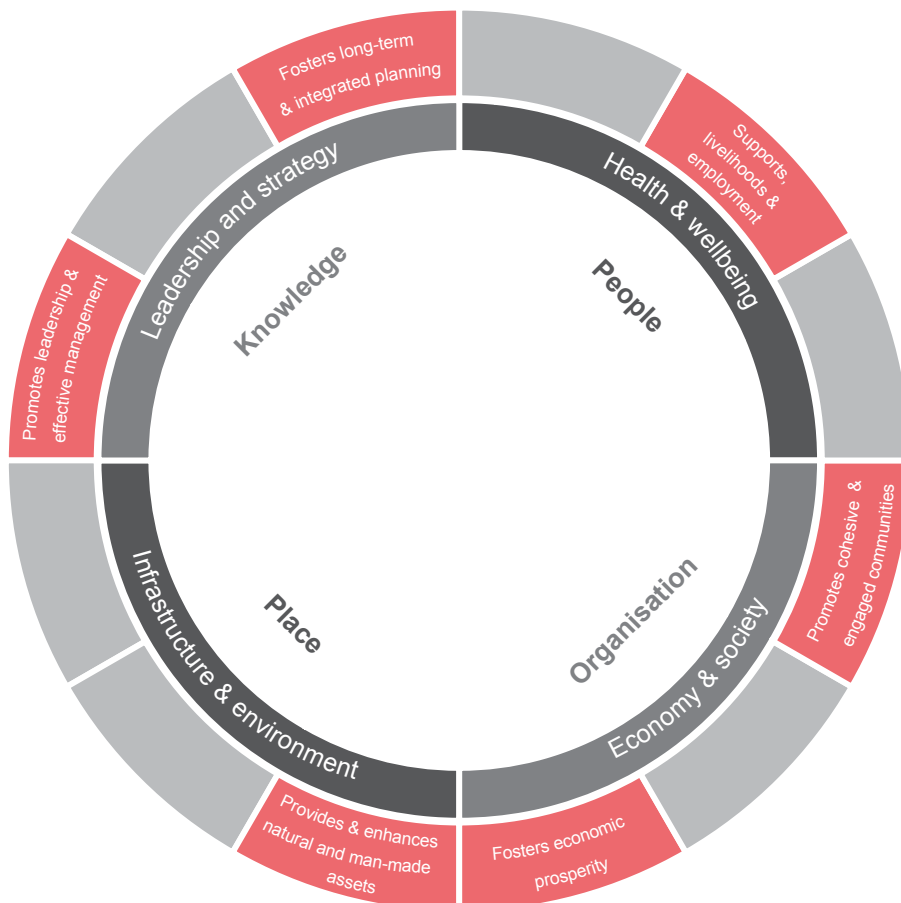 Fosters long-term
& integrated planning
Supports,
livelihoods &
employment
Promotes cohesive &
engaged communities
Fosters economic
prosperity
Provides & enhances
natural and man-made
assets
Promotes leadership &
effective management
Leadership and strategy
Health & wellbeing
Economy & society
Infrastructure & environment
Knowledge
People
Organisation
Place